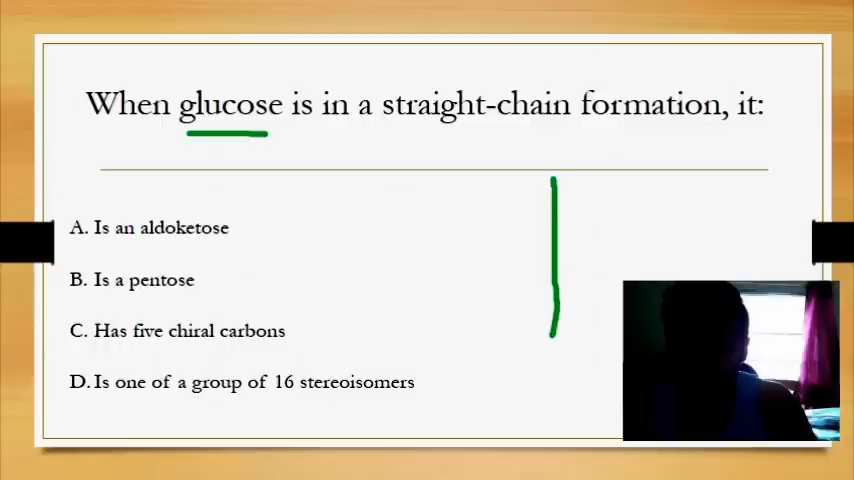 When glucose is in a straight-chain formation, it:
A. Is an aldoketose
B. Is a pentose
C. Has five chiral carbons
D. Is one of a group of 16 stereoisomers